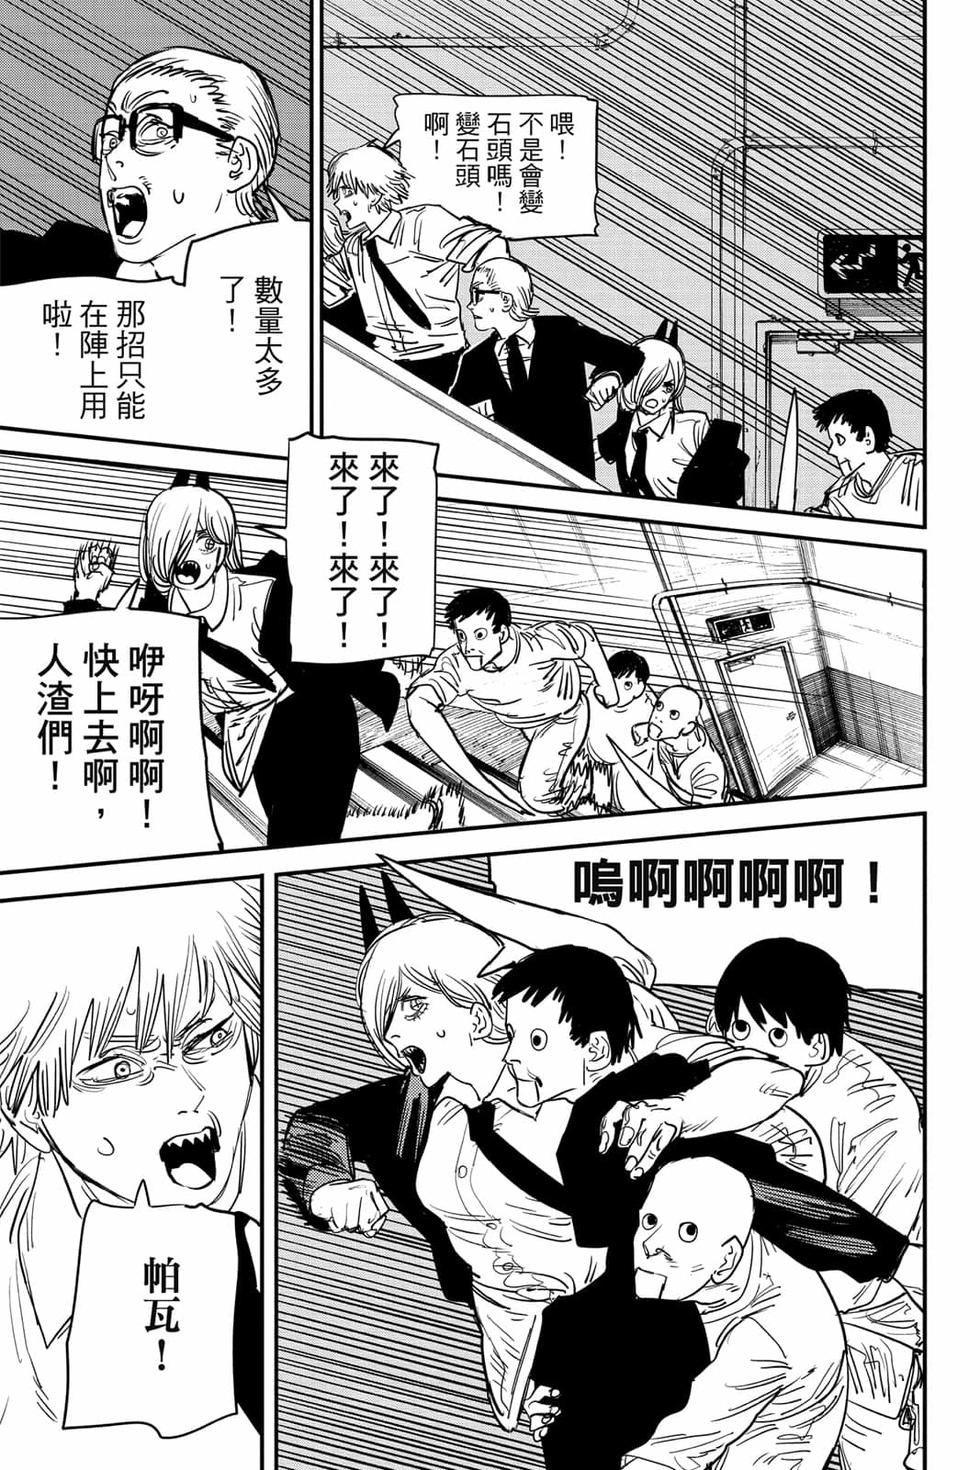 喂！
不是會變
石頭嗎！
變石頭
啊！
數量太多
了！
那招只能
在陣上用
啦！
來了！來了！
來了！來了！
咿呀啊啊！
快上去啊，
人渣們！
嗚啊啊啊啊！
帕瓦！